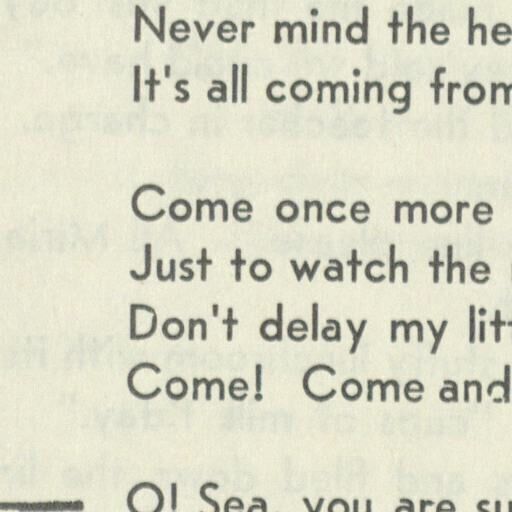 Never mind the he
It's all coming from
Come once more
Just to watch the
Don't delay my lit
Come! Come and
O! Sea, you are su